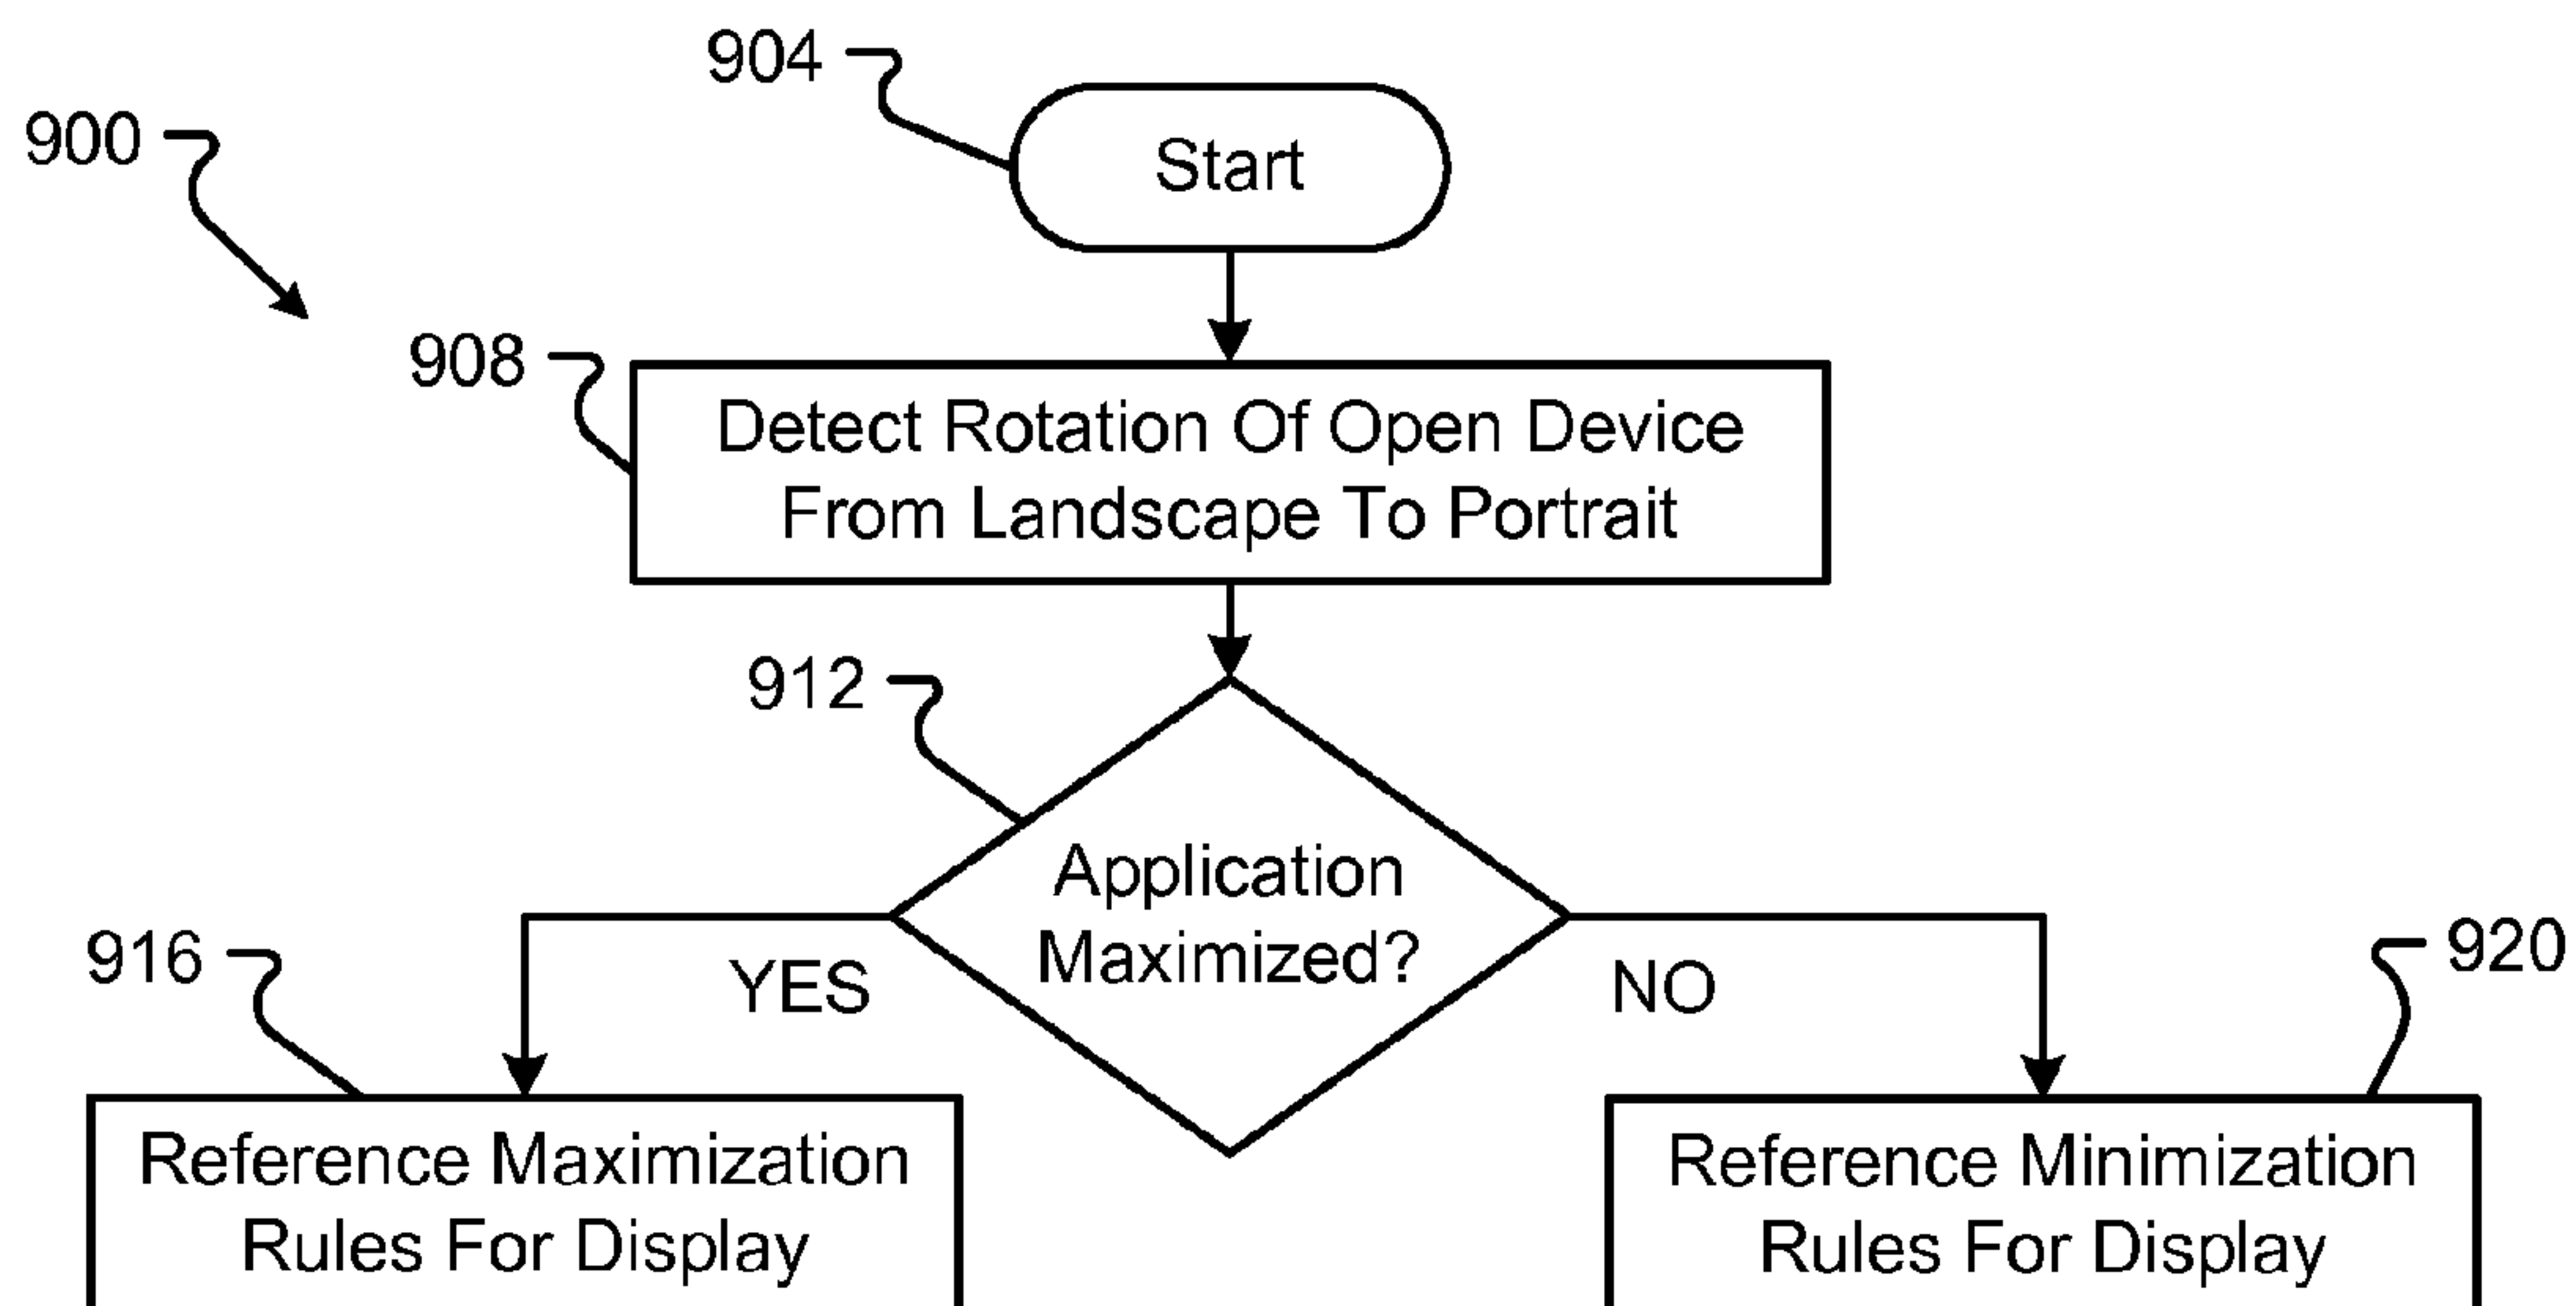 904
Start
900
908
Detect Rotation Of Open Device
From Landscape To Portrait
912
Application
Maximized?
YES
NO
916
920
Reference Maximization
Rules For Display
Reference Minimization
Rules For Display